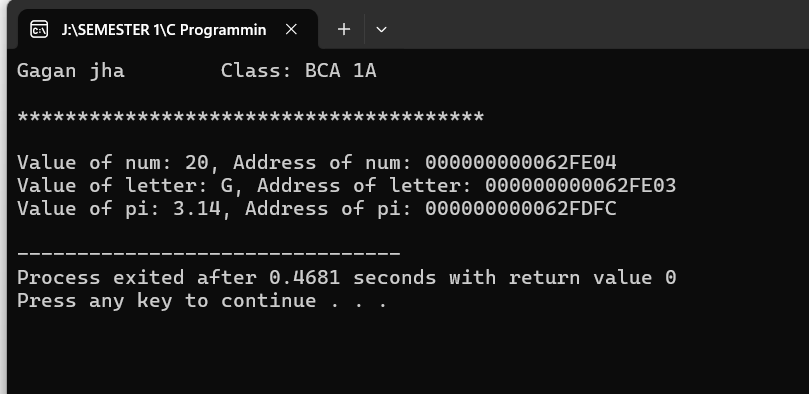 J:\SEMESTER 1\C Programmin
Gagan jha        Class: BCA 1A
***************************************
Value of num: 20, Address of num: 000000000062FE04
Value of letter: G, Address of letter: 000000000062FE03
Value of pi: 3.14, Address of pi: 000000000062FDFC
--------------------------------
Process exited after 0.4681 seconds with return value 0
Press any key to continue . . .